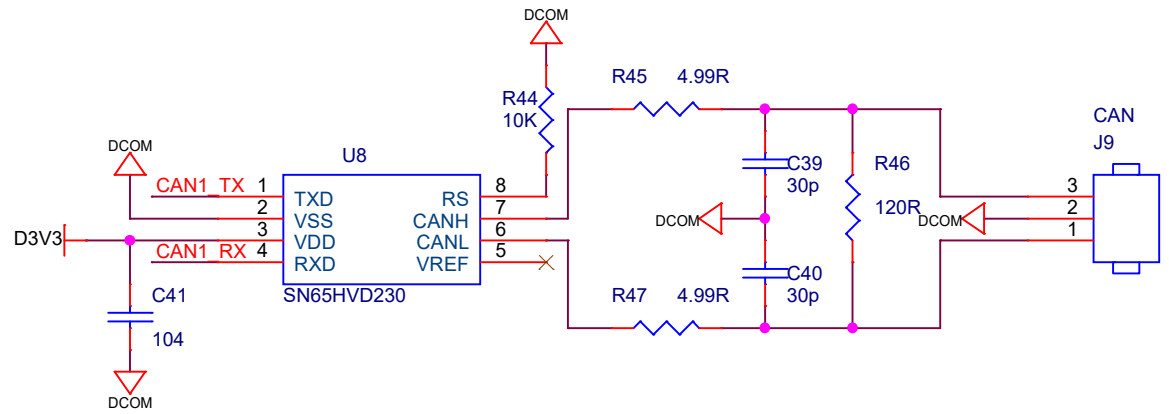 DCOM
R45 4.99R
R44
10K
CAN
J9
DCOM
U8
C39
30p
R46
120R
CAN1_TX 1 TXD RS 8
2 VSS CANH 7
D3V3 3 VDD CANL 6
CAN1_RX 4 RXD VREF 5
SN65HVD230
DCOM
DCOM
3
2
1
C40
30p
C41
104
R47 4.99R
DCOM